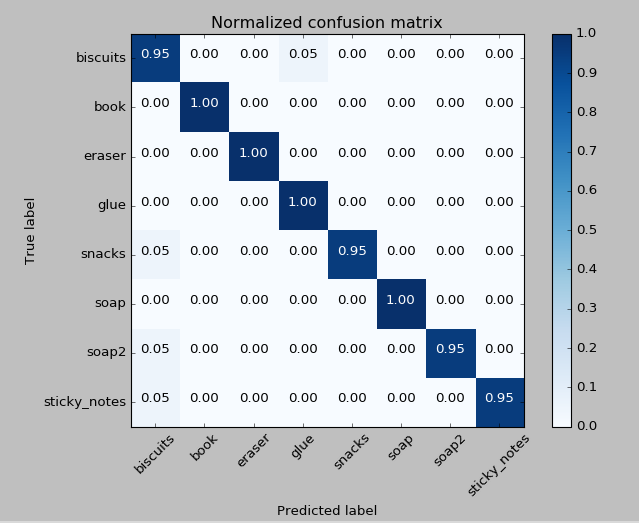 Normalized confusion matrix
True label
biscuits 0.95 0.00 0.00 0.05 0.00 0.00 0.00 0.00
book 0.00 1.00 0.00 0.00 0.00 0.00 0.00 0.00
eraser 0.00 0.00 1.00 0.00 0.00 0.00 0.00 0.00
glue 0.00 0.00 0.00 1.00 0.00 0.00 0.00 0.00
snacks 0.05 0.00 0.00 0.00 0.95 0.00 0.00 0.00
soap 0.00 0.00 0.00 0.00 0.00 1.00 0.00 0.00
soap2 0.05 0.00 0.00 0.00 0.00 0.00 0.95 0.00
sticky_notes 0.05 0.00 0.00 0.00 0.00 0.00 0.00 0.95
biscuits book eraser glue snacks soap soap2 sticky_notes
Predicted label
1.0
0.9
0.8
0.7
0.6
0.5
0.4
0.3
0.2
0.1
0.0